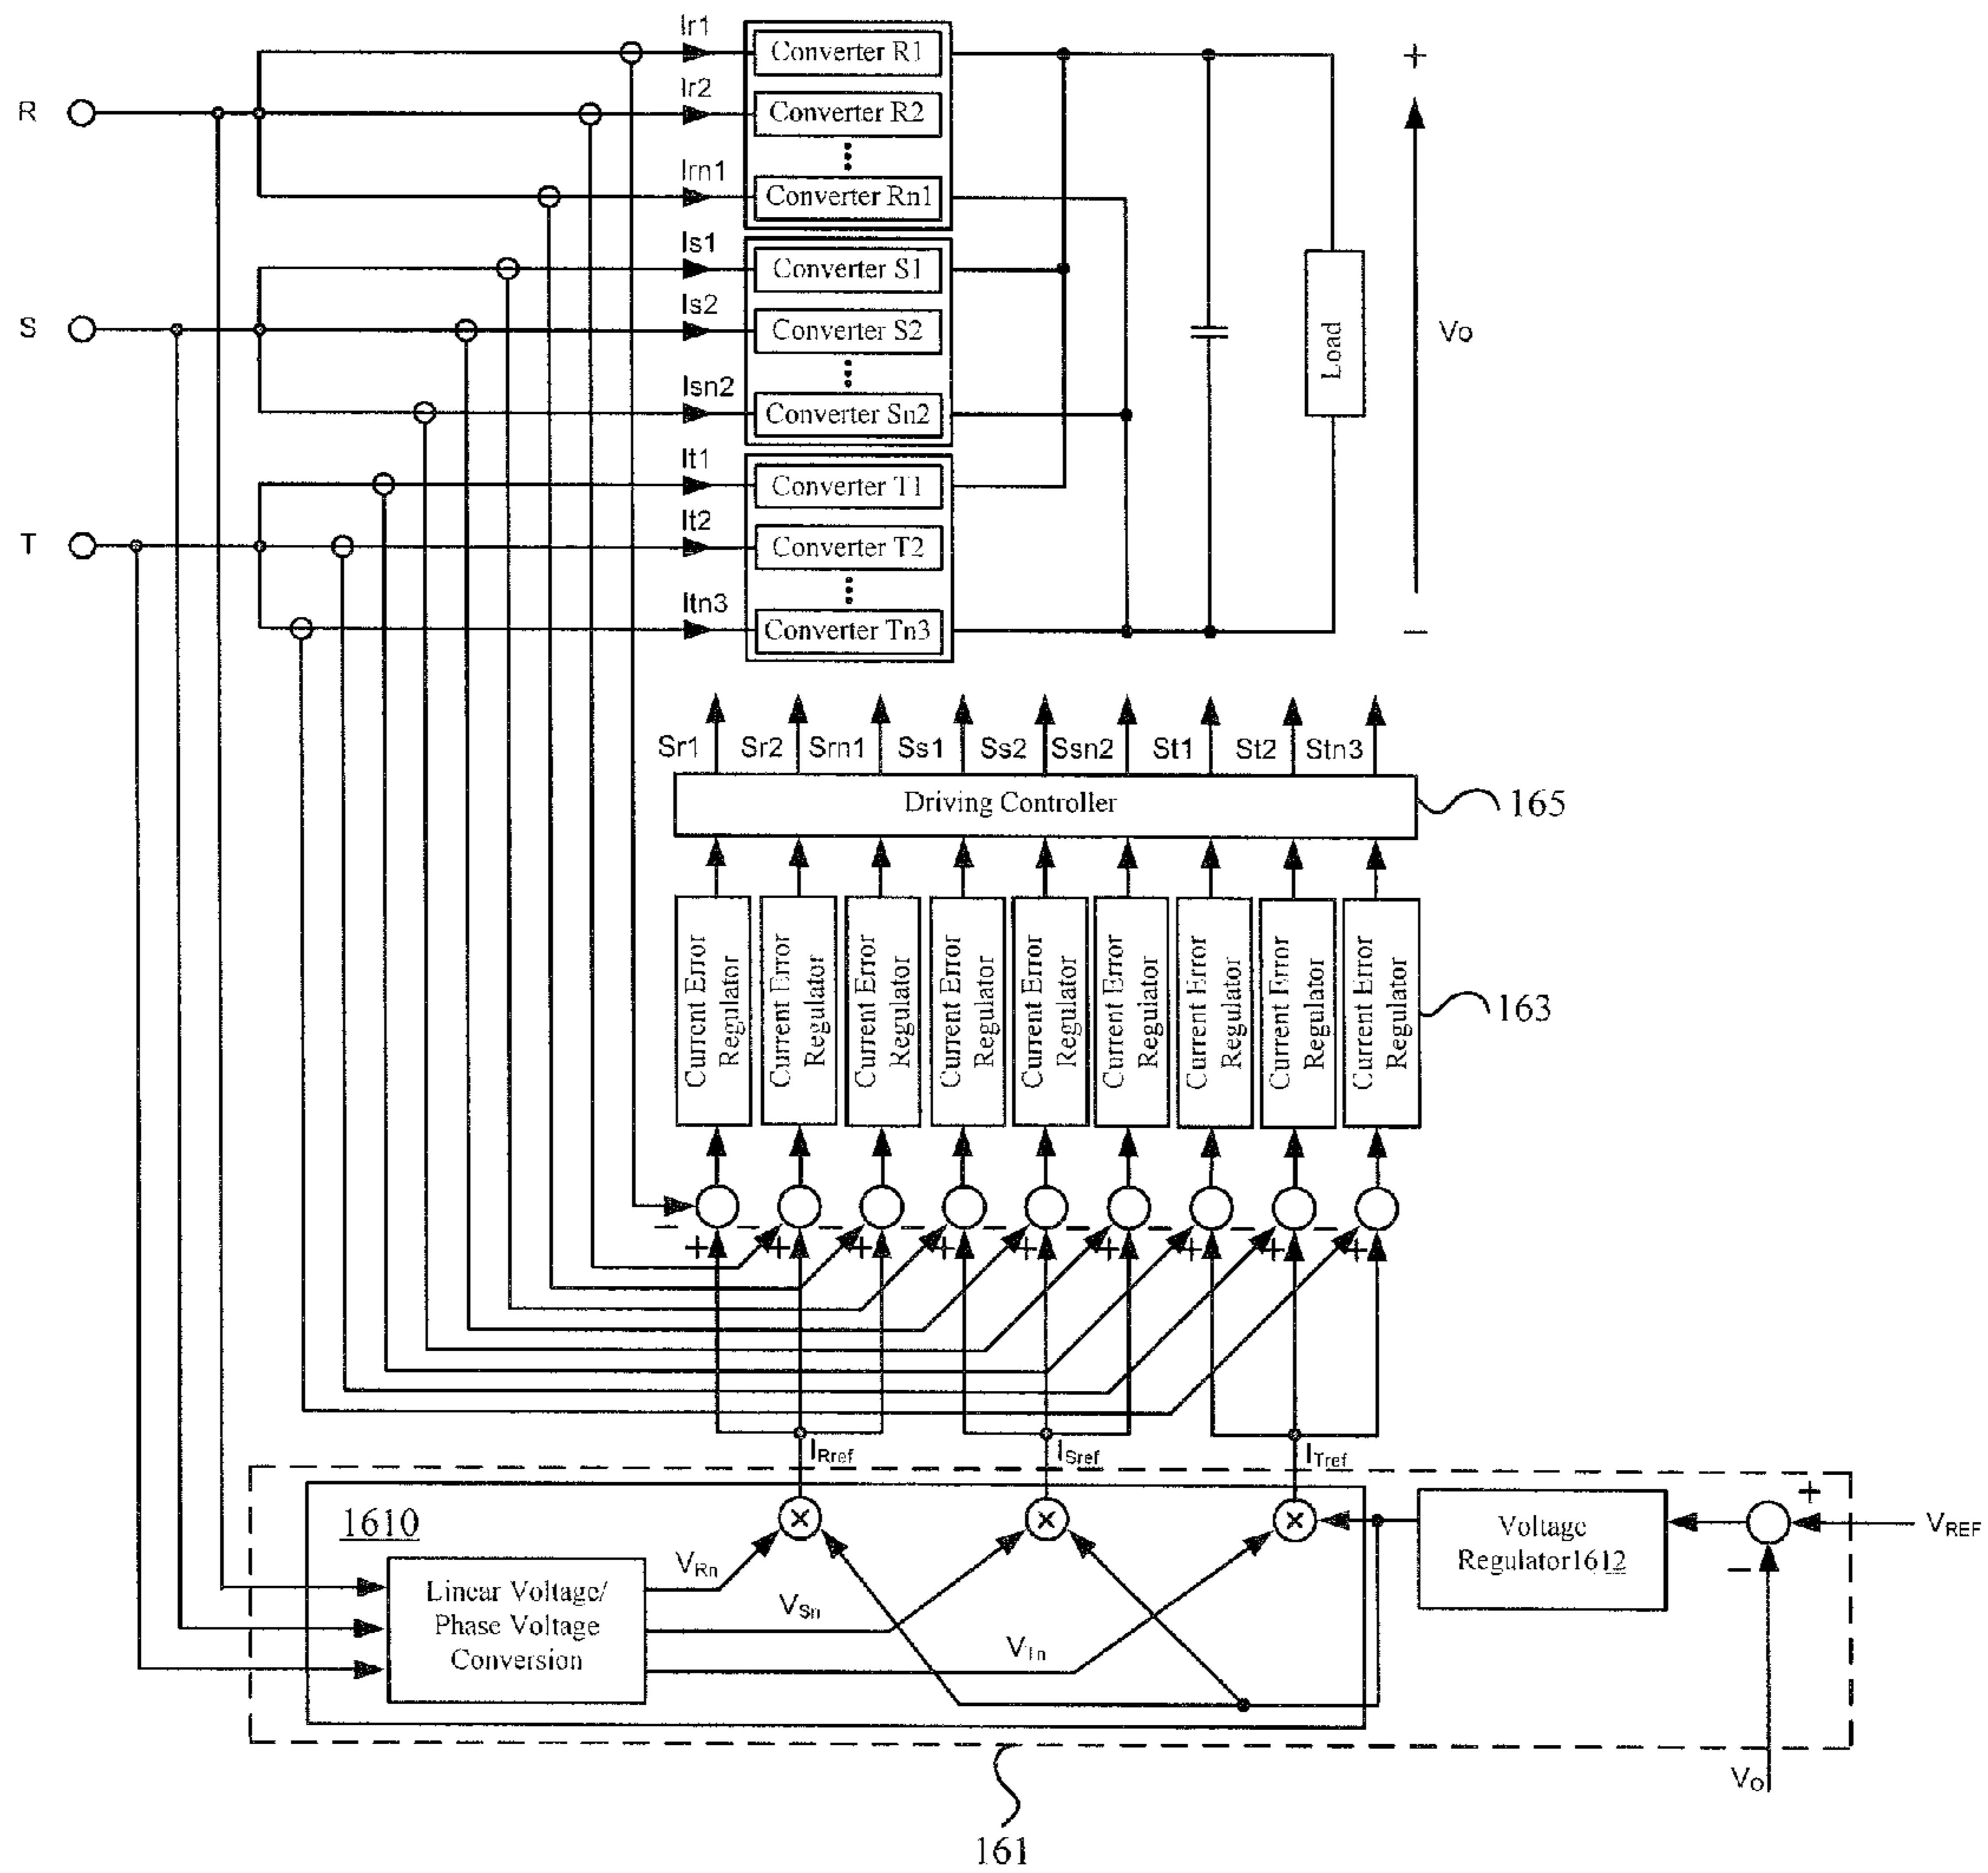 Ir1
Converter R1
+
R
Ir2
Converter R2
Irn1
Converter Rn1
Is1
Converter S1
S
Is2
Converter S2
Load
Vo
Isn2
Converter Sn2
It1
Converter T1
T
It2
Converter T2
Itn3
Converter Tn3
−
Sr1 Sr2 Srn1 Ss1 Ss2 Ssn2 St1 St2 Stn3
Driving Controller
165
Current Error
Regulator
Current Error
Regulator
Current Error
Regulator
Current Error
Regulator
Current Error
Regulator
Current Error
Regulator
Current Error
Regulator
Current Error
Regulator
Current Error
Regulator
163
− − − − − − − − −
+ + + + + + + + +
IRref ISref ITref
1610
× × ×
Voltage
Regulator1612
+
−
VREF
Linear Voltage/
Phase Voltage
Conversion
VRn
VSn
VTn
VO
161